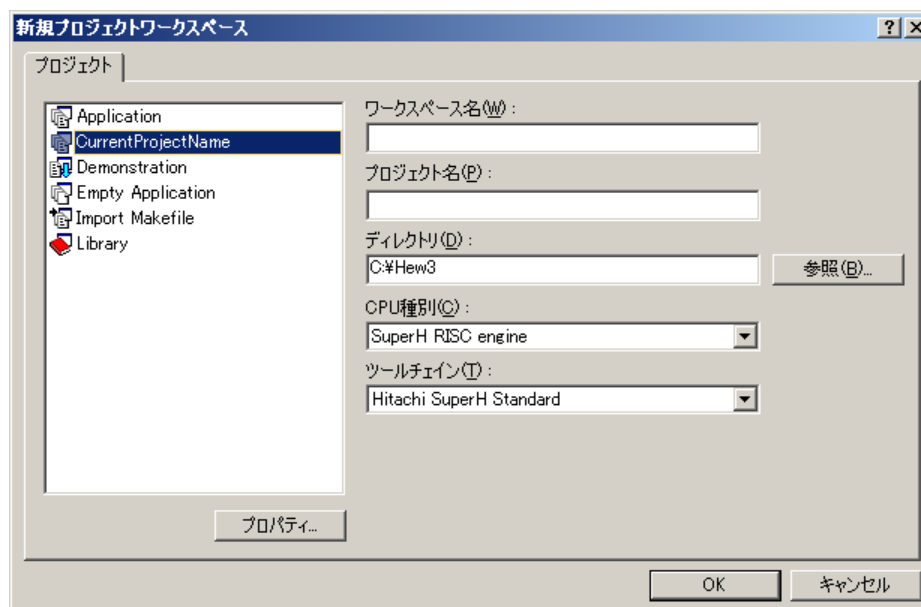 新規プロジェクトワークスペース
プロジェクト
Application
CurrentProjectName
Demonstration
Empty Application
Import Makefile
Library
プロパティ...
ワークスペース名(W) :
プロジェクト名(P) :
ディレクトリ(D) :
C:¥Hew3
参照(B)...
CPU種別(C) :
SuperH RISC engine
ツールチェイン(T) :
Hitachi SuperH Standard
OK
キャンセル